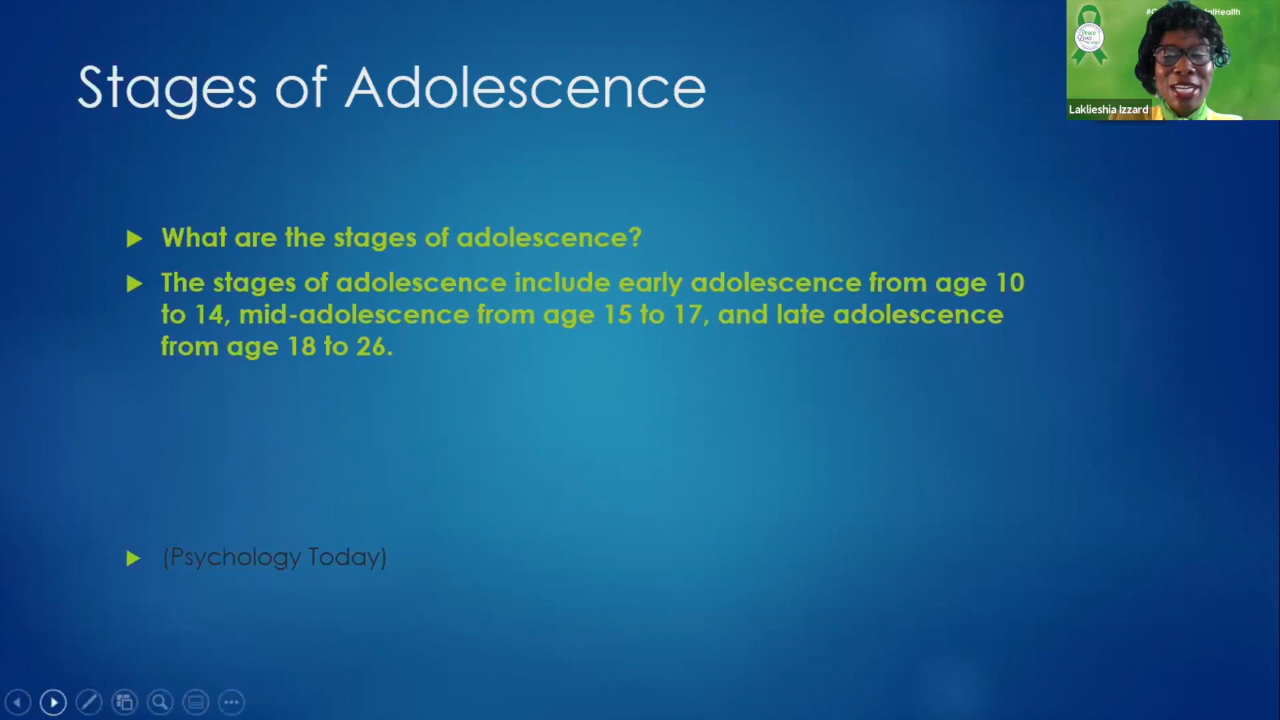 Stages of Adolescence
What are the stages of adolescence?
The stages of adolescence include early adolescence from age 10
to 14, mid-adolescence from age 15 to 17, and late adolescence
from age 18 to 26.
(Psychology Today)
Laklieshia Izzard